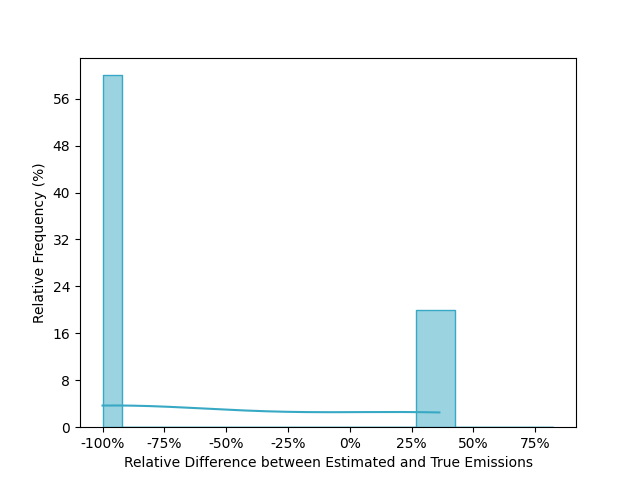 56
48
40
32
24
16
8
0
Relative Frequency (%)
-100% -75% -50% -25% 0% 25% 50% 75%
Relative Difference between Estimated and True Emissions